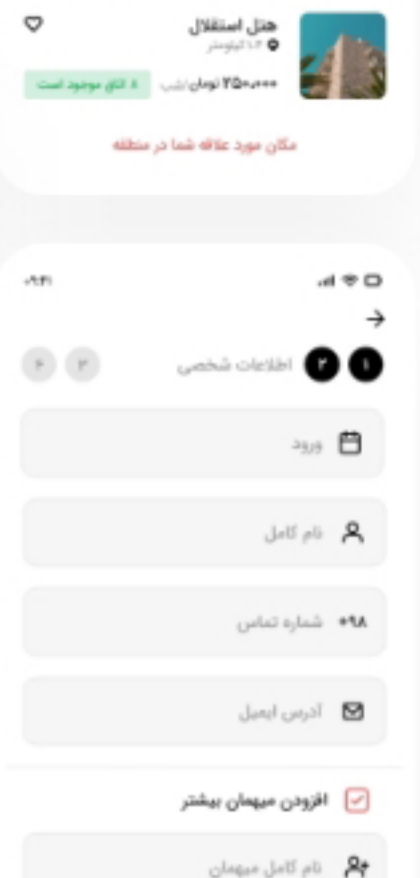 هتل استقلال
۱.۴ کیلومتر
۲۵۰,۰۰۰ تومان/شب
۸ اتاق موجود است
مکان مورد علاقه شما در منطقه
۰۹:۴۱
۱ ۲ اطلاعات شخصی ۳ ۴
ورود
نام کامل
+۹۸ شماره تماس
آدرس ایمیل
افزودن میهمان بیشتر
نام کامل میهمان